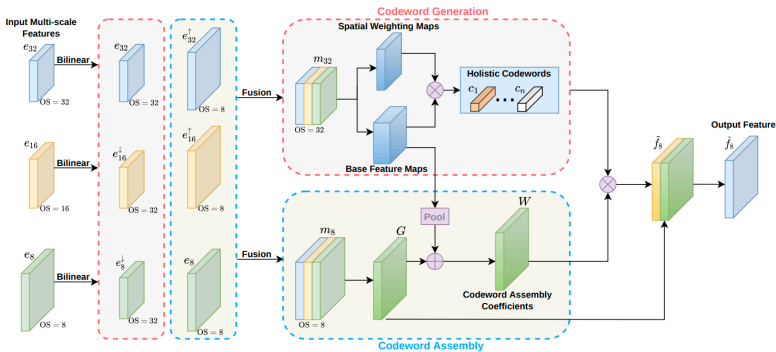 Codeword Generation
Input Multi-scale
Features
Spatial Weighting Maps
e32
Bilinear
e32
e↑32
OS = 32
OS = 32
OS = 8
Fusion
m32
OS = 32
Holistic Codewords
c1 ... cn
Base Feature Maps
e16
Bilinear
e↓16
e↑16
OS = 16
OS = 32
OS = 8
Output Feature
f̃8
f̂8
Pool
e8
Bilinear
e↓8
e8
OS = 8
OS = 32
OS = 8
Fusion
m8
G
W
OS = 8
Codeword Assembly
Coefficients
Codeword Assembly